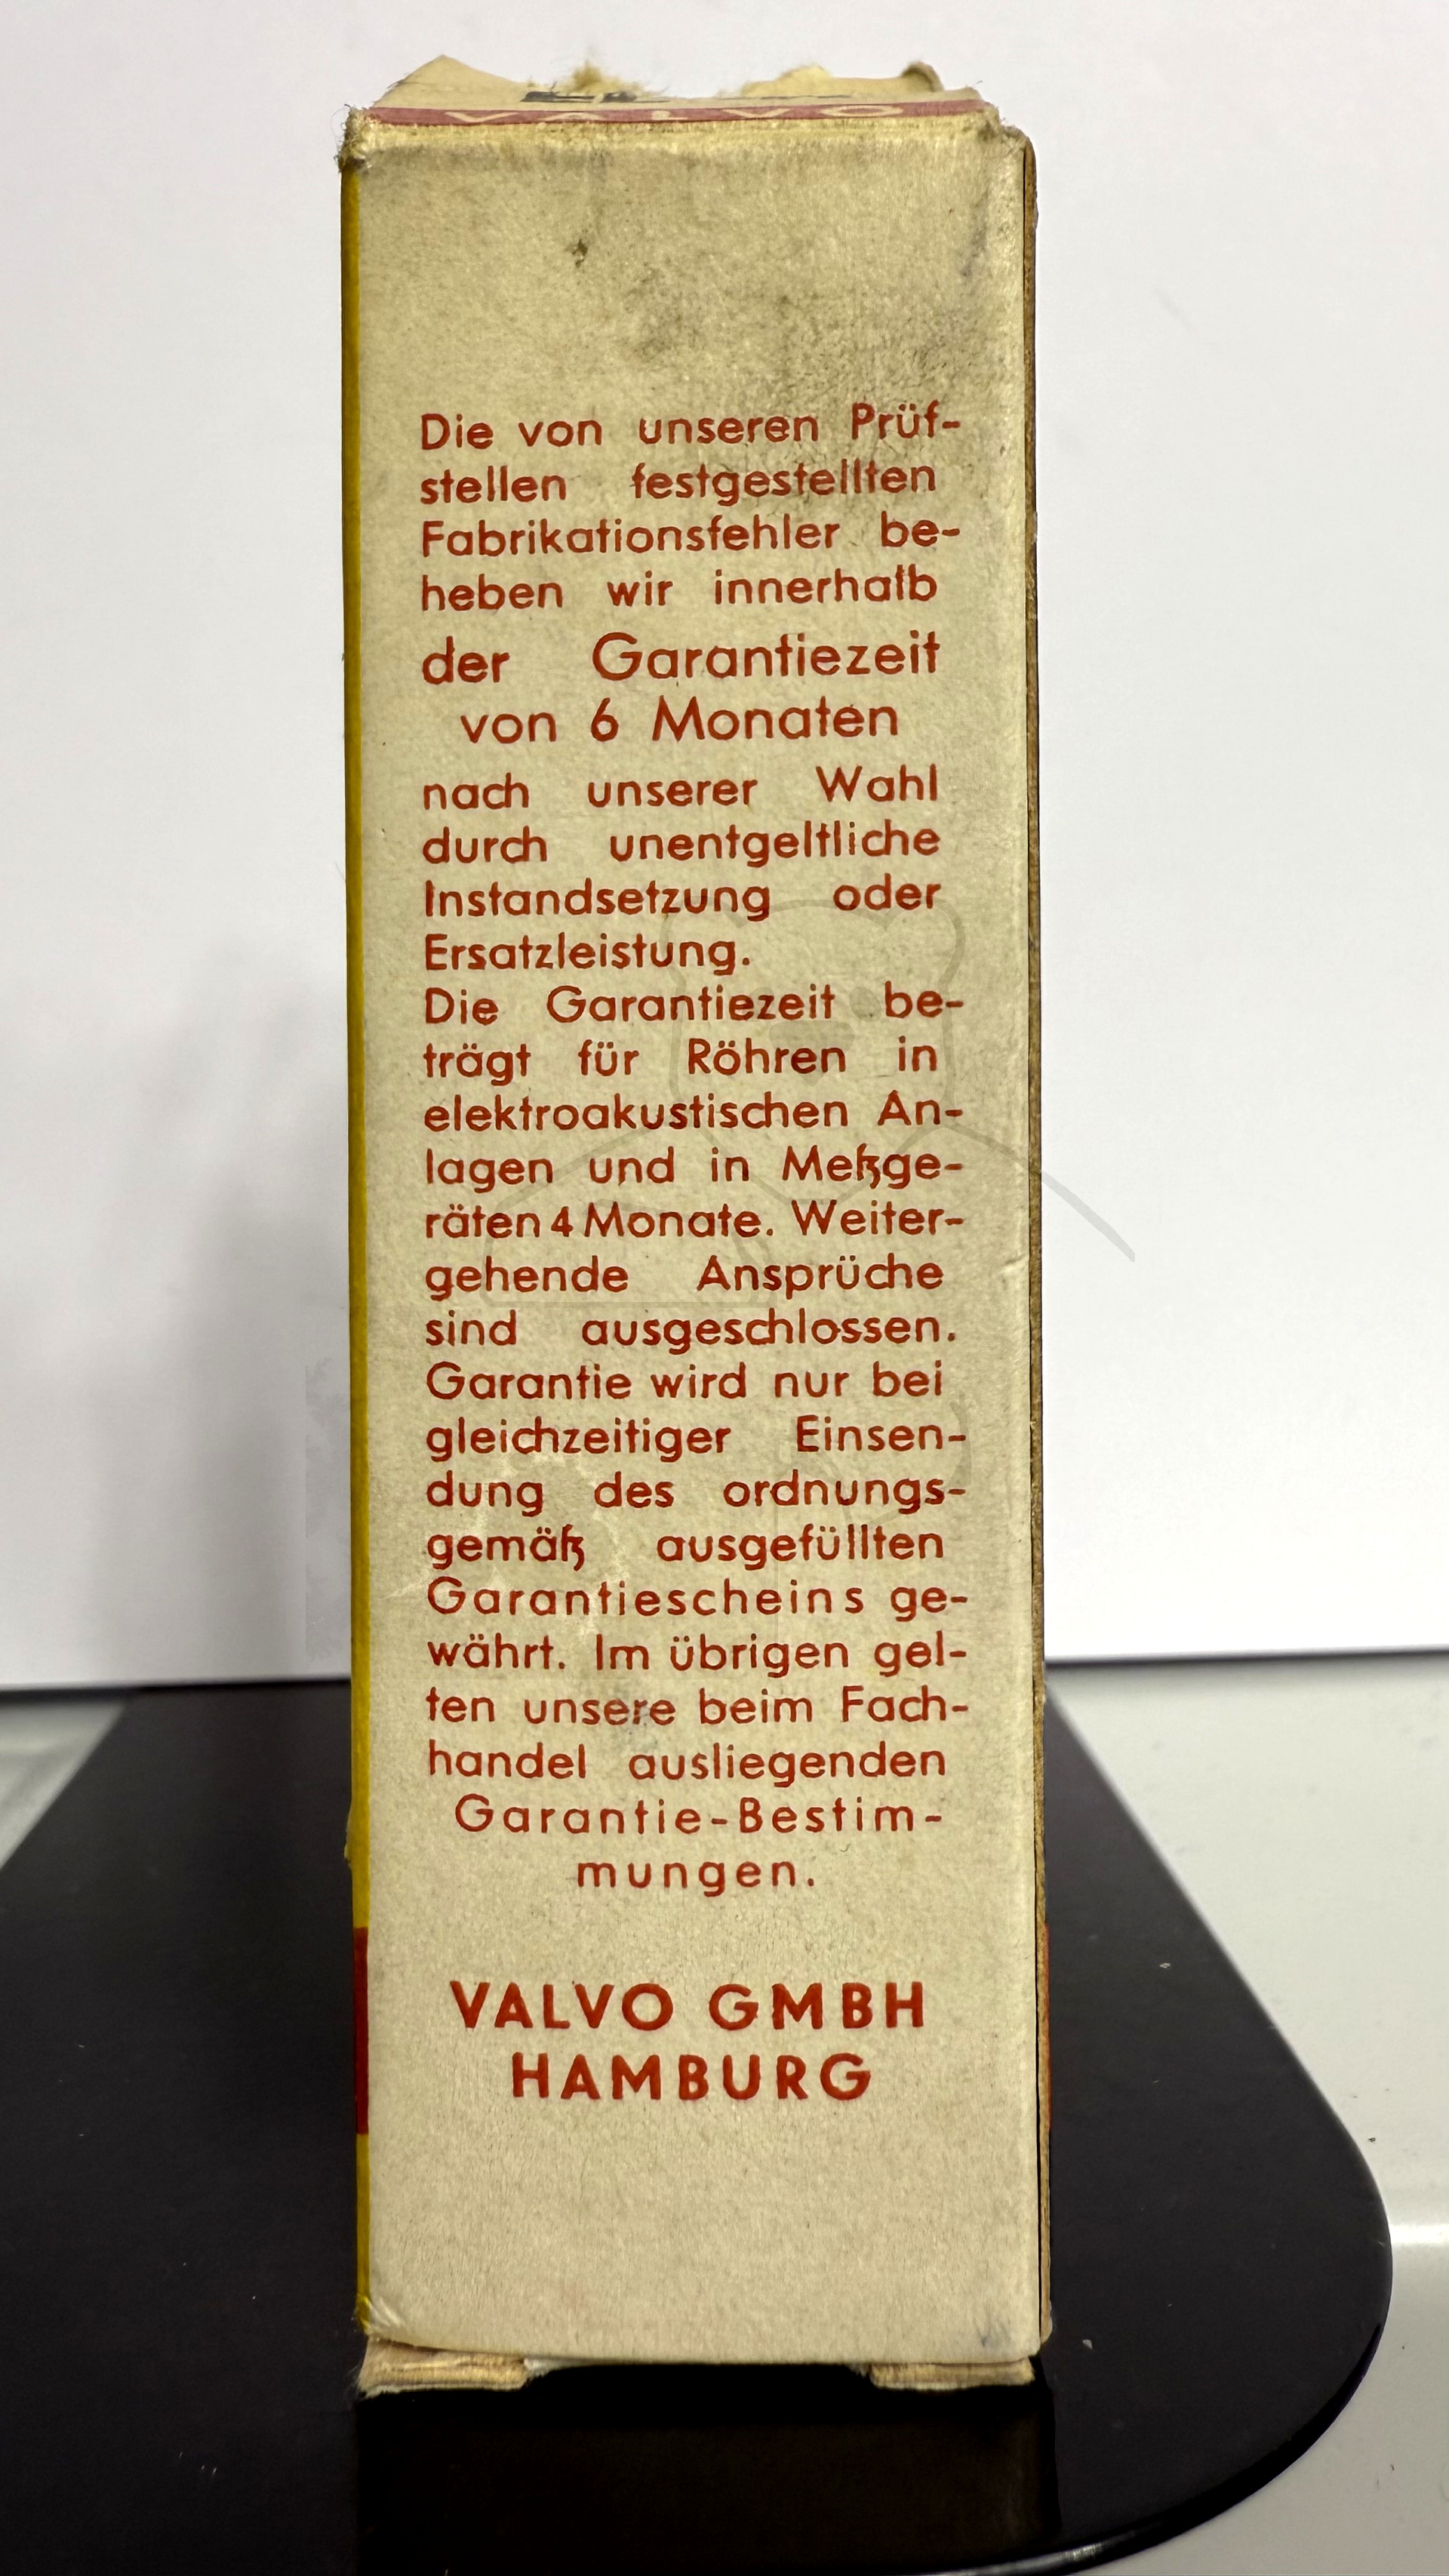 VALVO
Die von unseren Prüf-
stellen festgestellten
Fabrikationsfehler be-
heben wir innerhalb
der Garantiezeit
von 6 Monaten
nach unserer Wahl
durch unentgeltliche
Instandsetzung oder
Ersatzleistung.
Die Garantiezeit be-
trägt für Röhren in
elektroakustischen An-
lagen und in Meßge-
räten 4 Monate. Weiter-
gehende Ansprüche
sind ausgeschlossen.
Garantie wird nur bei
gleichzeitiger Einsen-
dung des ordnungs-
gemäß ausgefüllten
Garantiescheins ge-
währt. Im übrigen gel-
ten unsere beim Fach-
handel ausliegenden
Garantie-Bestim-
mungen.
VALVO GMBH
HAMBURG